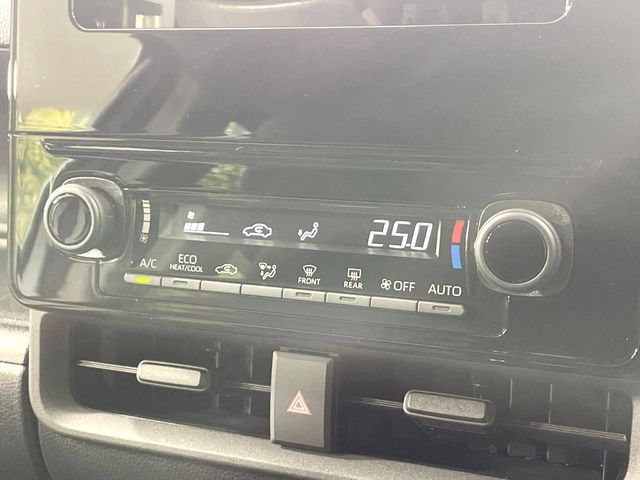 25.0
A/C
ECO
HEAT/COOL
FRONT
REAR
OFF
AUTO